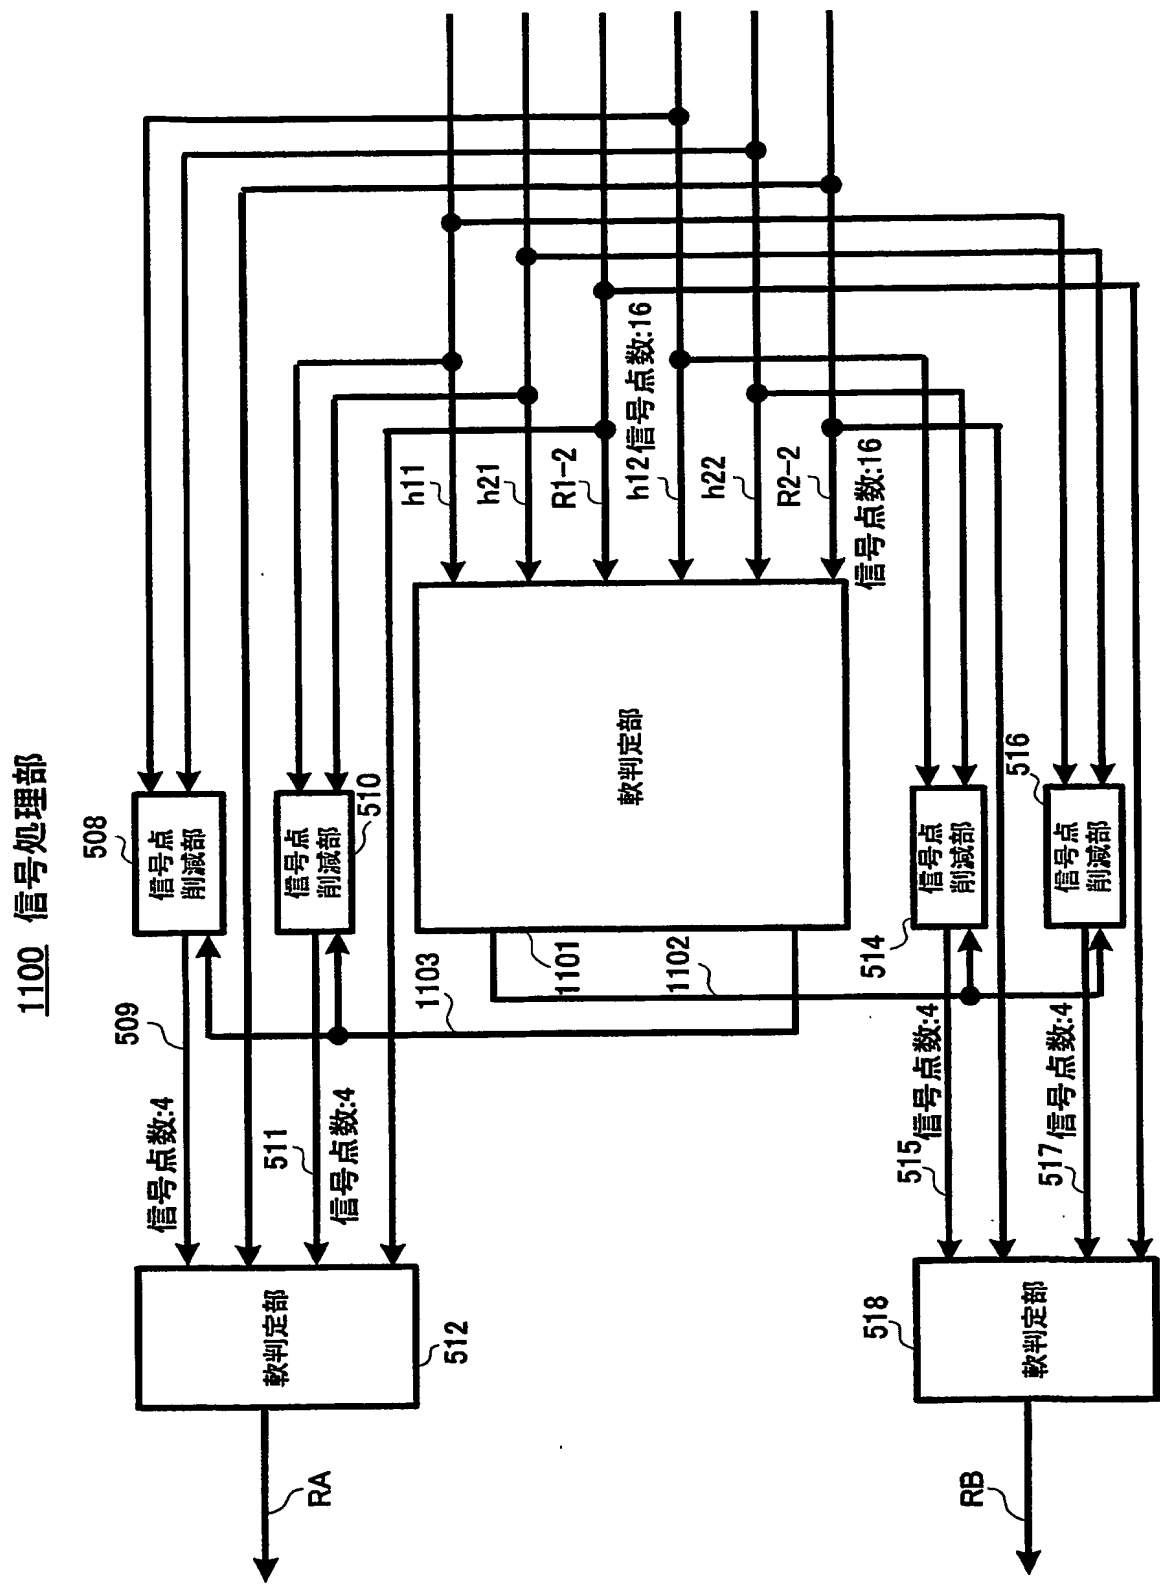 1100 信号処理部
508
信号点
削減部
509
信号点数:4
510
信号点
削減部
511
信号点数:4
軟判定部
512
RA
h11
h21
R1-2
h12
信号点数:16
h22
R2-2
信号点数:16
軟判定部
1101
1102
1103
514
信号点
削減部
515
信号点数:4
516
信号点
削減部
517
信号点数:4
軟判定部
518
RB